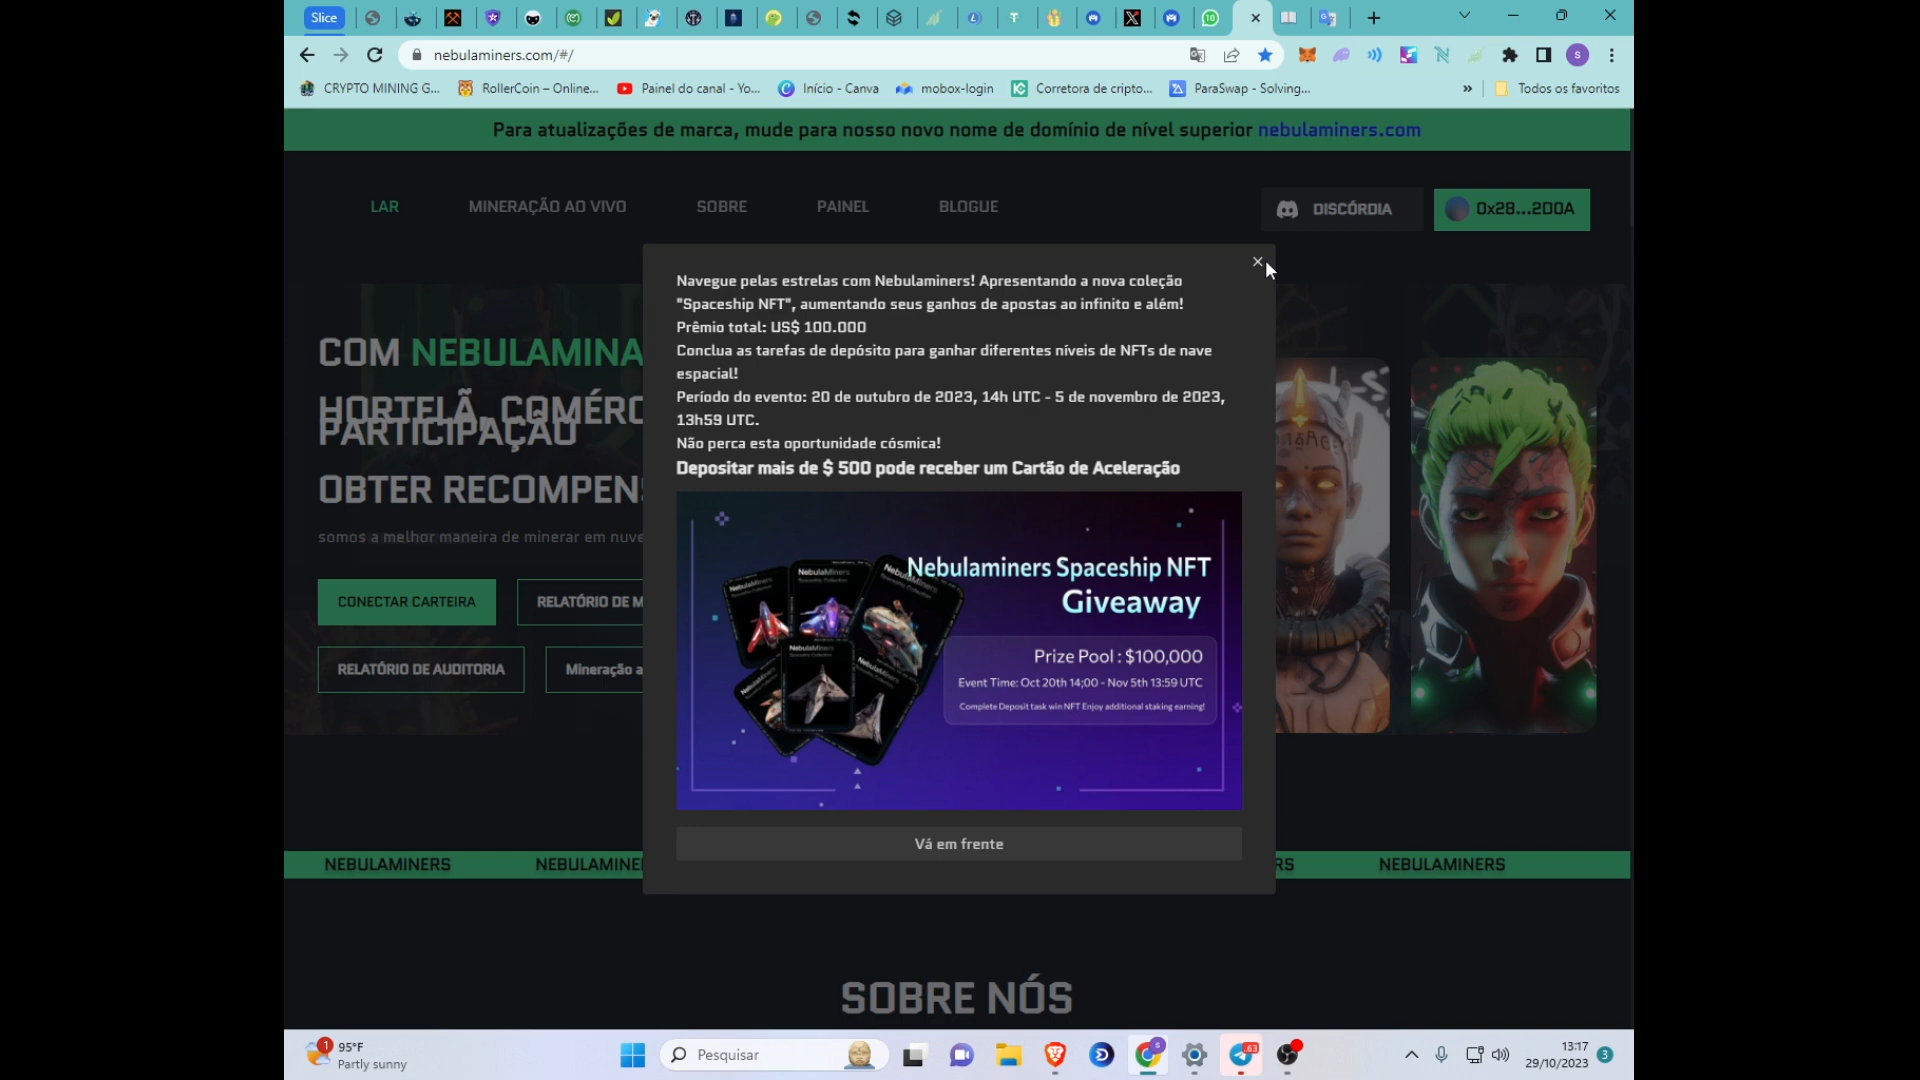 Slice
nebulaminers.com/#/
CRYPTO MINING G...
RollerCoin – Online...
Painel do canal - Yo...
Início - Canva
mobox-login
Corretora de cripto...
ParaSwap - Solving...
»
Todos os favoritos
Para atualizações de marca, mude para nosso novo nome de domínio de nível superior nebulaminers.com
LAR
MINERAÇÃO AO VIVO
SOBRE
PAINEL
BLOGUE
DISCÓRDIA
0x28...2D0A
Navegue pelas estrelas com Nebulaminers! Apresentando a nova coleção
"Spaceship NFT", aumentando seus ganhos de apostas ao infinito e além!
Prêmio total: US$ 100.000
Conclua as tarefas de depósito para ganhar diferentes níveis de NFTs de nave
espacial!
Período do evento: 20 de outubro de 2023, 14h UTC - 5 de novembro de 2023,
13h59 UTC.
Não perca esta oportunidade cósmica!
Depositar mais de $ 500 pode receber um Cartão de Aceleração
COM NEBULAMINA
HORTELÃ, COMÉRC
PARTICIPAÇÃO
OBTER RECOMPENS
somos a melhor maneira de minerar em nuve
CONECTAR CARTEIRA
RELATÓRIO DE M
RELATÓRIO DE AUDITORIA
Mineração a
NebulaMiners
NebulaMiners
NebulaMiners
Nebulaminers Spaceship NFT
Giveaway
Prize Pool : $100,000
Event Time: Oct 20th 14;00 - Nov 5th 13:59 UTC
Complete Deposit task win NFT Enjoy additional staking earning!
Vá em frente
NEBULAMINERS
NEBULAMINE
RS
NEBULAMINERS
SOBRE NÓS
1
95°F
Partly sunny
Pesquisar
63
13:17
29/10/2023
3